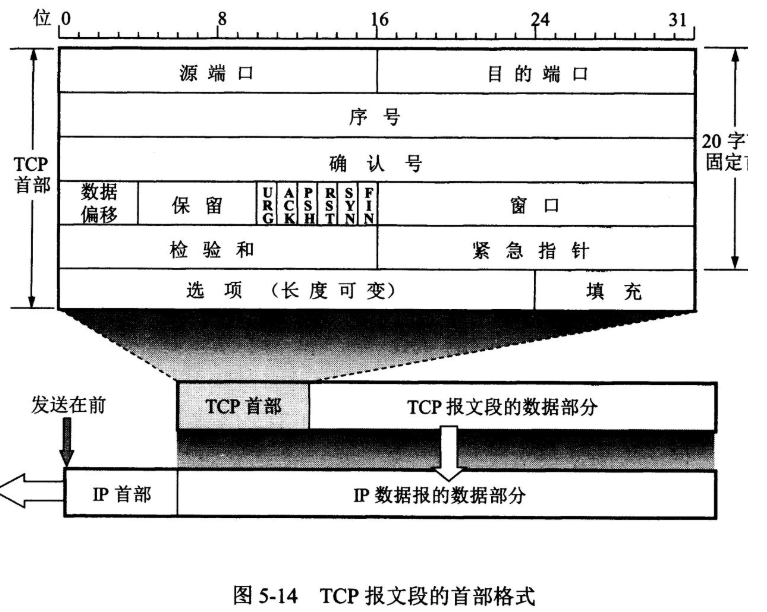 位 0 8 16 24 31
源端口 目的端口
序号
确认号
TCP
首部
20 字
固定
数据
偏移
保留
URG
ACK
PSH
RST
SYN
FIN
窗口
检验和 紧急指针
选项 (长度可变) 填充
发送在前
TCP 首部 TCP 报文段的数据部分
IP 首部 IP 数据报的数据部分
图 5-14 TCP 报文段的首部格式